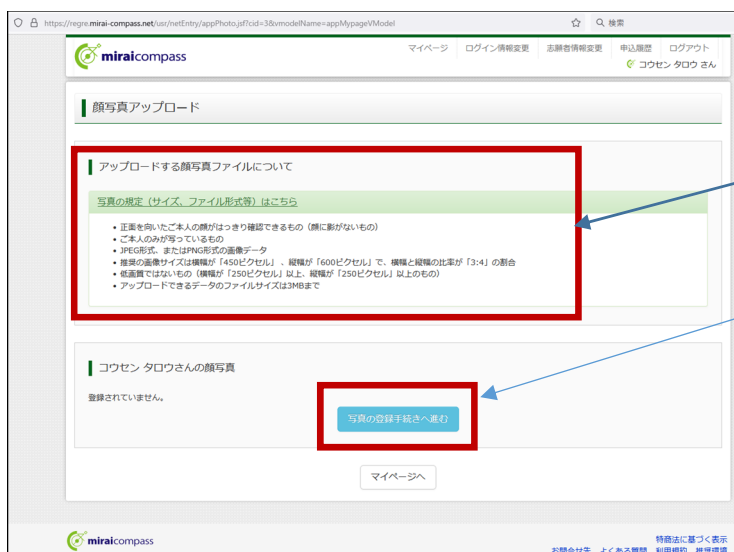 https://regre.mirai-compass.net/usr/netEntry/appPhoto.jsf?cid=3&vmodelName=appMypageVModel
検索
miraicompass
マイページ ログイン情報変更 志願者情報変更 申込履歴 ログアウト
コウセン タロウ さん
顔写真アップロード
アップロードする顔写真ファイルについて
写真の規定（サイズ、ファイル形式等）はこちら
• 正面を向いたご本人の顔がはっきり確認できるもの（顔に影がないもの）
• ご本人のみが写っているもの
• JPEG形式、またはPNG形式の画像データ
• 推奨の画像サイズは横幅が「450ピクセル」、縦幅が「600ピクセル」で、横幅と縦幅の比率が「3:4」の割合
• 低画質ではないもの（横幅が「250ピクセル」以上、縦幅が「250ピクセル」以上のもの）
• アップロードできるデータのファイルサイズは3MBまで
コウセン タロウさんの顔写真
登録されていません。
写真の登録手続きへ進む
マイページへ
miraicompass
特商法に基づく表示
お問合せ先 よくある質問 利用規約 推奨環境